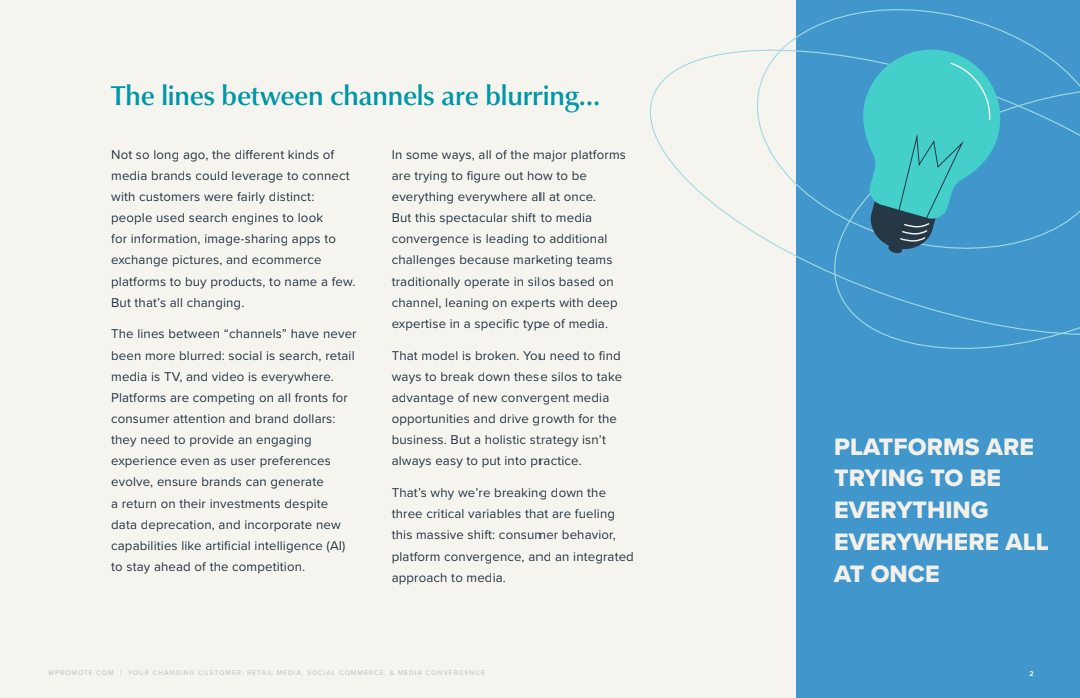 The lines between channels are blurring...
Not so long ago, the different kinds of
media brands could leverage to connect
with customers were fairly distinct:
people used search engines to look
for information, image-sharing apps to
exchange pictures, and ecommerce
platforms to buy products, to name a few.
But that's all changing.
The lines between “channels” have never
been more blurred: social is search, retail
media is TV, and video is everywhere.
Platforms are competing on all fronts for
consumer attention and brand dollars:
they need to provide an engaging
experience even as user preferences
evolve, ensure brands can generate
a return on their investments despite
data deprecation, and incorporate new
capabilities like artificial intelligence (AI)
to stay ahead of the competition.
In some ways, all of the major platforms
are trying to figure out how to be
everything everywhere all at once.
But this spectacular shift to media
convergence is leading to additional
challenges because marketing teams
traditionally operate in silos based on
channel, leaning on experts with deep
expertise in a specific type of media.
That model is broken. You need to find
ways to break down these silos to take
advantage of new convergent media
opportunities and drive growth for the
business. But a holistic strategy isn't
always easy to put into practice.
That's why we're breaking down the
three critical variables that are fueling
this massive shift: consumer behavior,
platform convergence, and an integrated
approach to media.
PLATFORMS ARE
TRYING TO BE
EVERYTHING
EVERYWHERE ALL
AT ONCE
WPROMOTE.COM | YOUR CHANGING CUSTOMER: RETAIL MEDIA, SOCIAL COMMERCE, & MEDIA CONVERGENCE
2